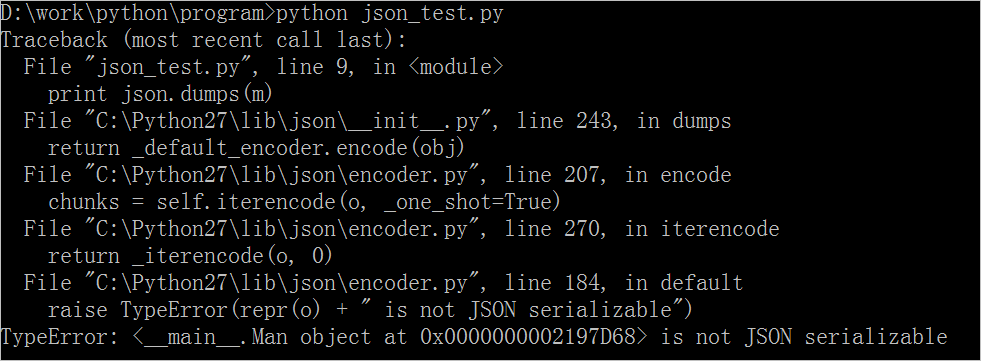 D:\work\python\program>python json_test.py
Traceback (most recent call last):
  File "json_test.py", line 9, in <module>
    print json.dumps(m)
  File "C:\Python27\lib\json\__init__.py", line 243, in dumps
    return _default_encoder.encode(obj)
  File "C:\Python27\lib\json\encoder.py", line 207, in encode
    chunks = self.iterencode(o, _one_shot=True)
  File "C:\Python27\lib\json\encoder.py", line 270, in iterencode
    return _iterencode(o, 0)
  File "C:\Python27\lib\json\encoder.py", line 184, in default
    raise TypeError(repr(o) + " is not JSON serializable")
TypeError: <__main__.Man object at 0x0000000002197D68> is not JSON serializable